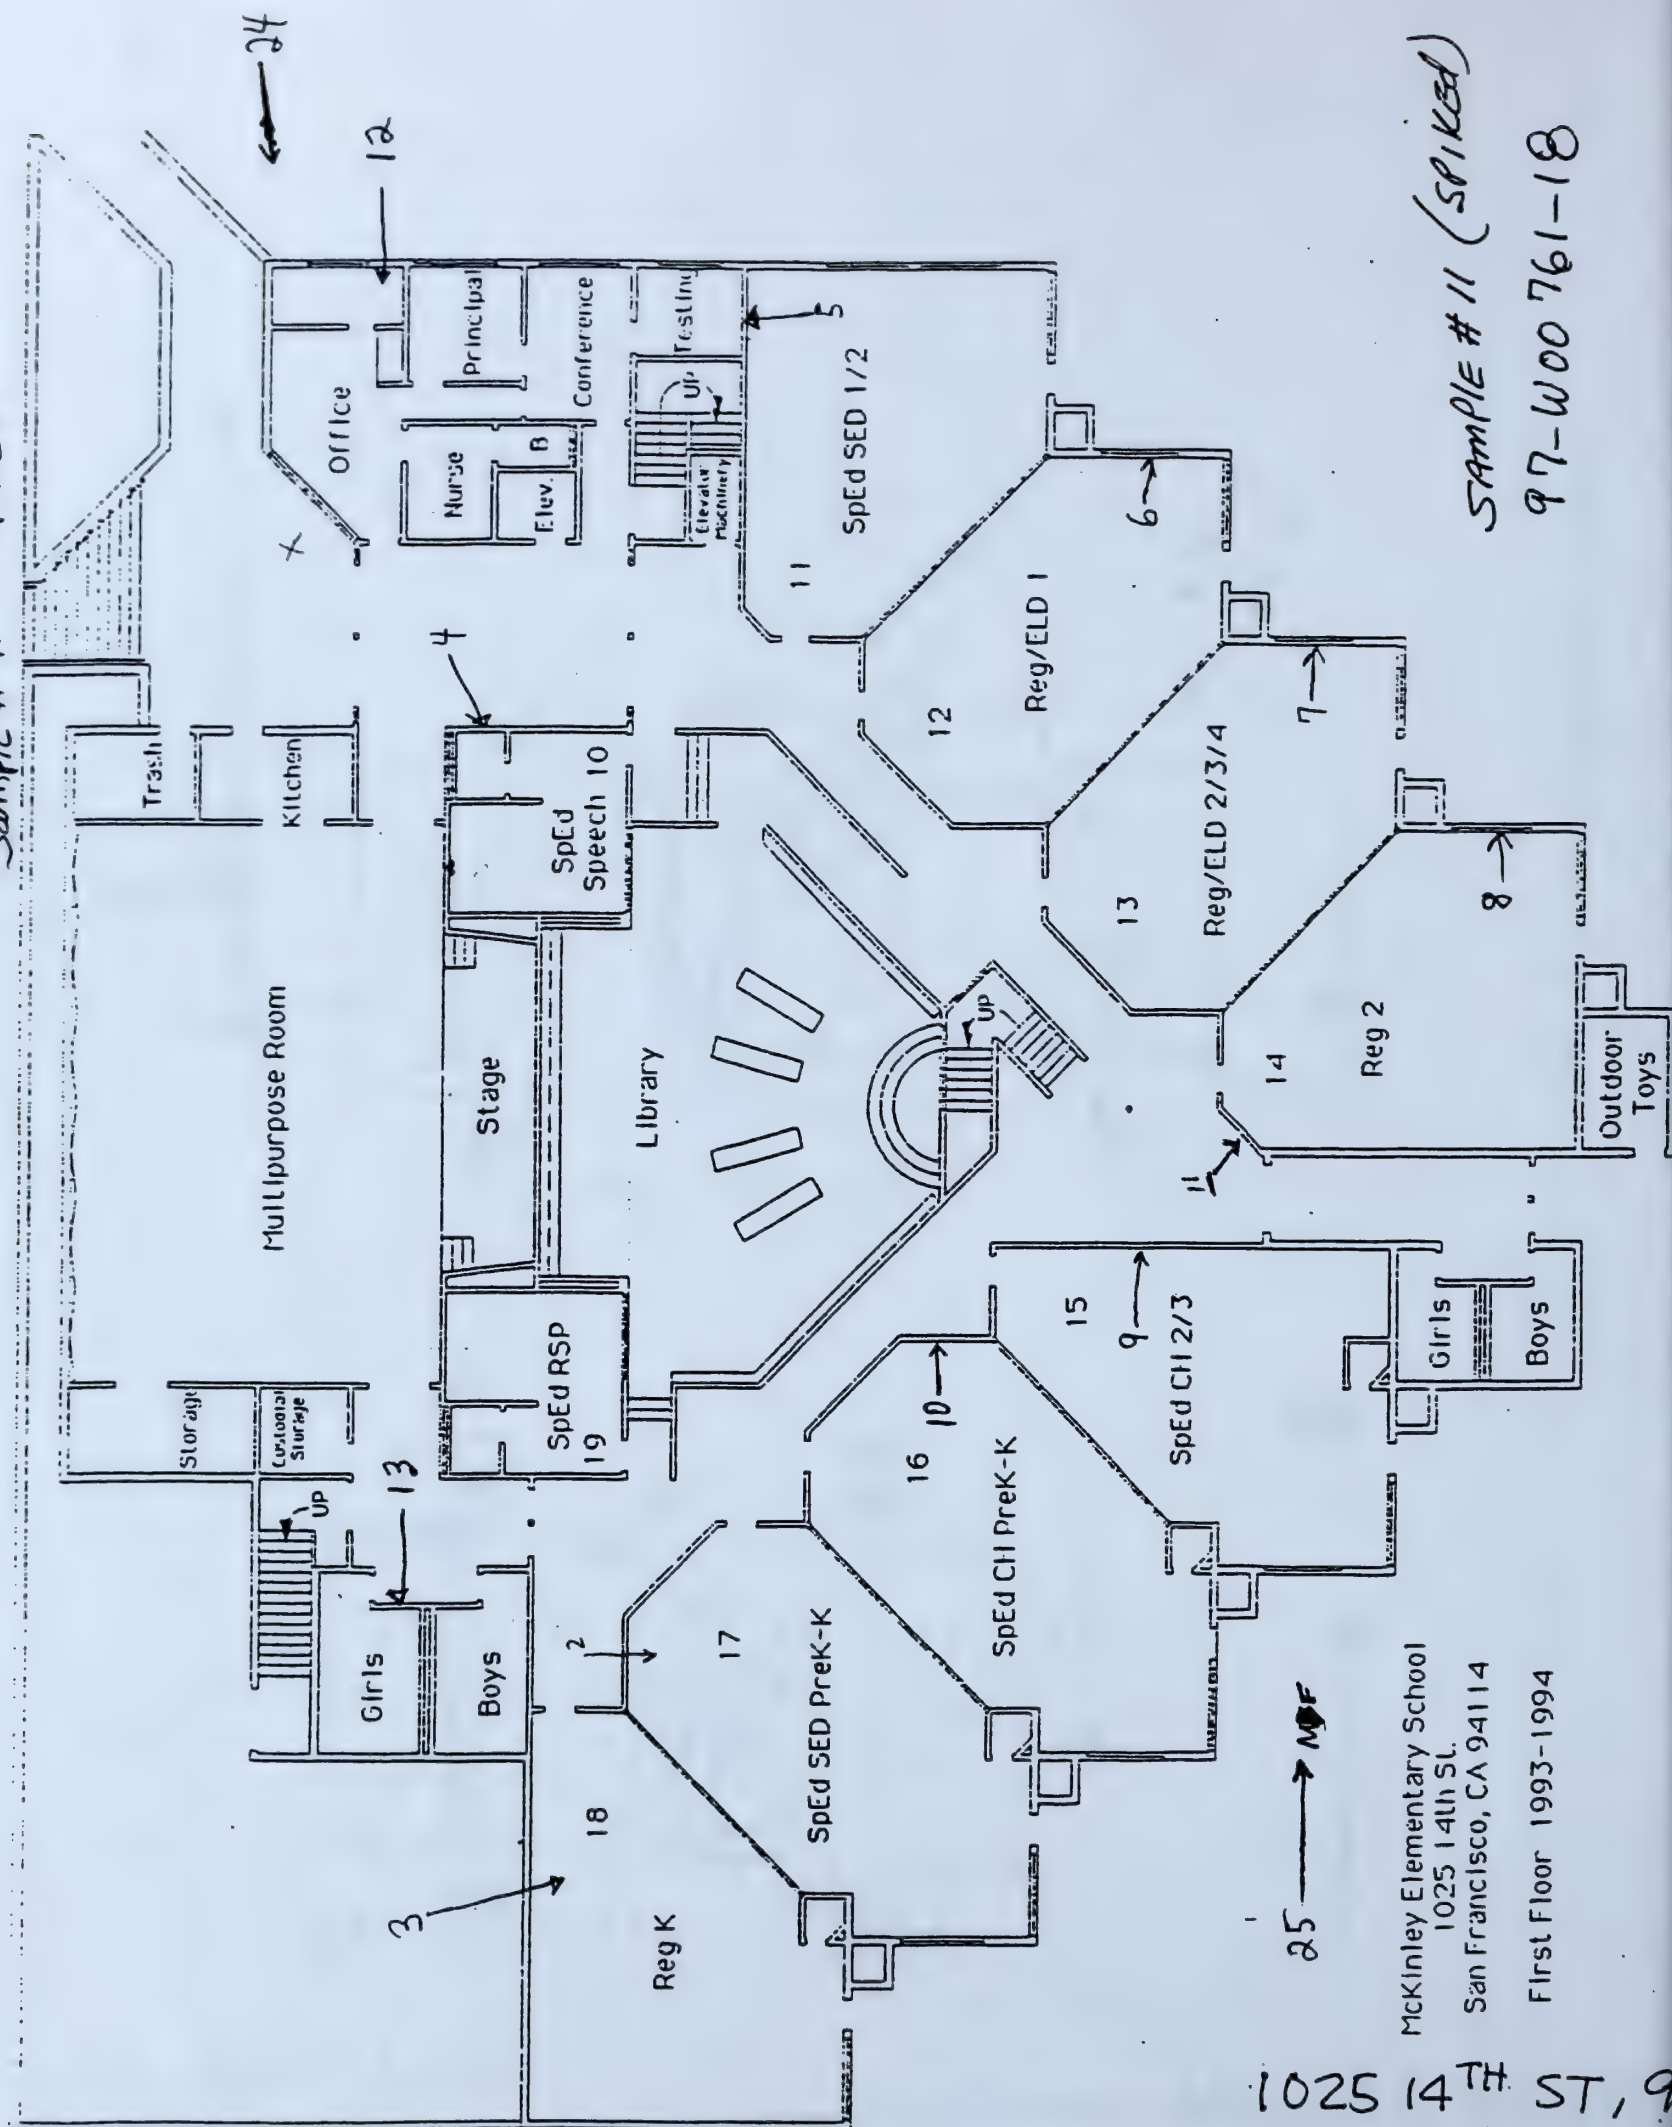 24
12
Office
Principal
Conference
Testing
Nurse
Elev.
B
UP
Elevator
Machinery
5
SpEd SED 1/2
11
6
Reg/ELD 1
12
7
Reg/ELD 2/3/4
13
8
Reg 2
14
Outdoor
Toys
11
4
Trash
Kitchen
SpEd
Speech 10
Multipurpose Room
Stage
Library
UP
Storage
Custodial
Storage
SpEd RSP
19
UP
13
Girls
Boys
9
15
SpEd CH 2/3
Girls
Boys
10
16
SpEd CH PreK-K
2
17
SpEd SED PreK-K
3
18
Reg K
25
SAMPLE # 11 (SPIKED)
97-W00 761-18
McKinley Elementary School
1025 14th St.
San Francisco, CA 94114
First Floor 1993-1994
1025 14TH ST, 9